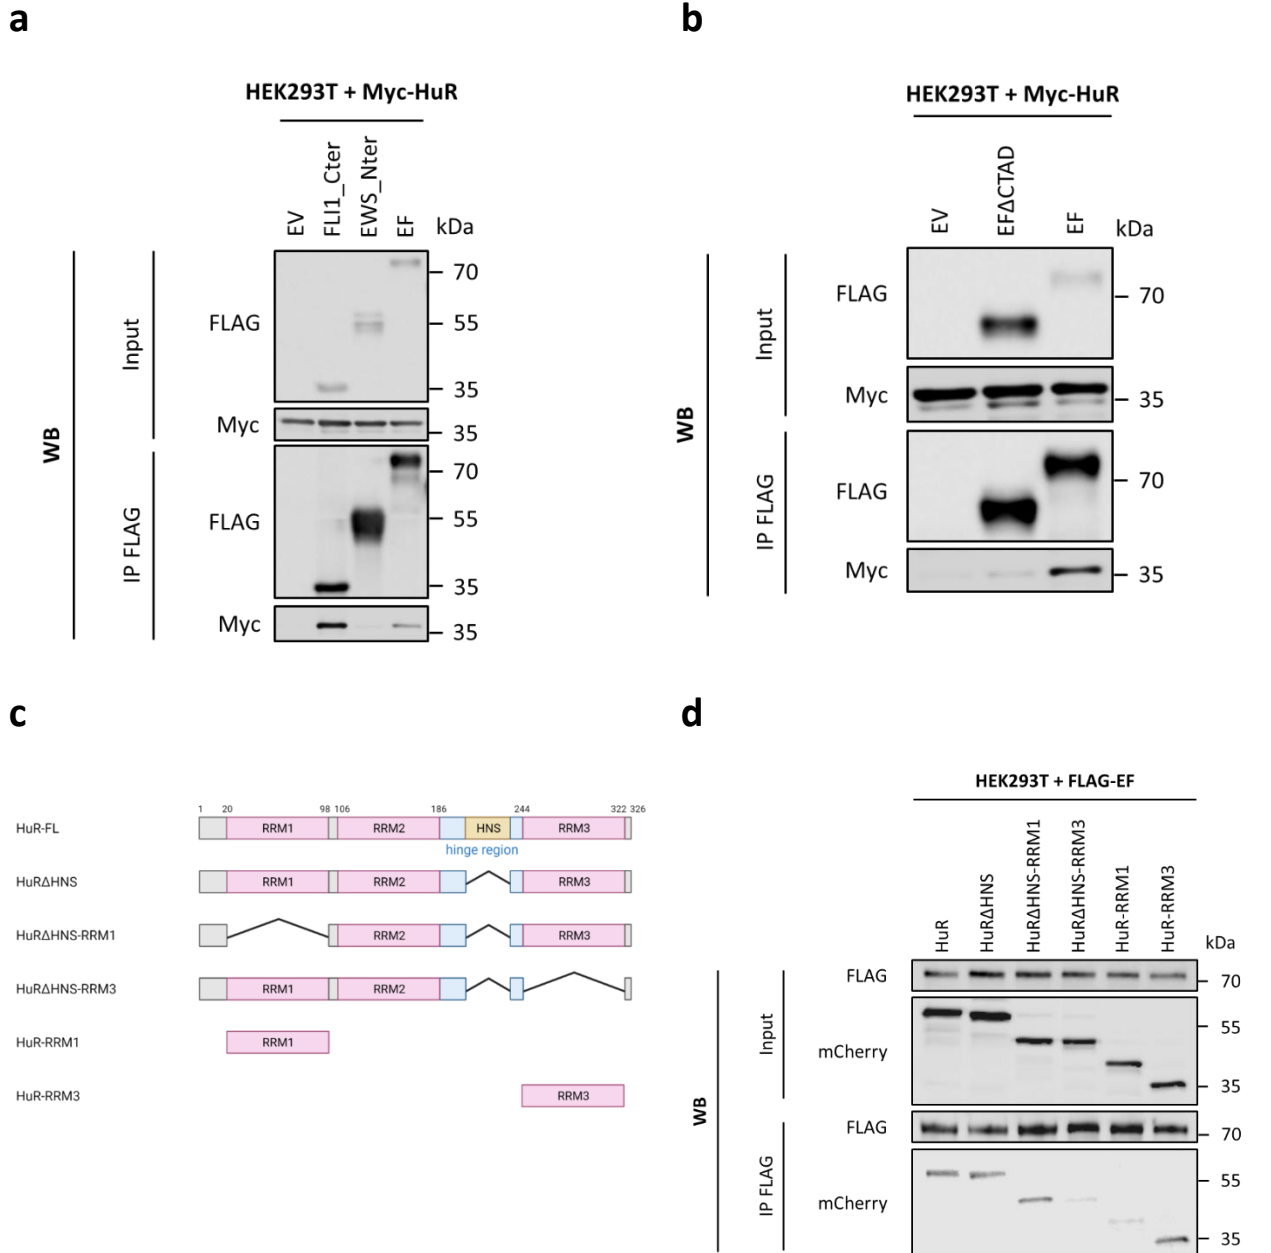 a
HEK293T + Myc-HuR
EV
FLI1_Cter
EWS_Nter
EF
kDa
WB
Input
FLAG
70
55
35
Myc
35
IP FLAG
FLAG
70
55
35
Myc
35
b
HEK293T + Myc-HuR
EV
EFΔCTAD
EF
kDa
WB
Input
FLAG
70
Myc
35
IP FLAG
FLAG
70
Myc
35
c
1 20 98 106 186 244 322 326
HuR-FL RRM1 RRM2 HNS RRM3
hinge region
HuRΔHNS RRM1 RRM2 RRM3
HuRΔHNS-RRM1 RRM2 RRM3
HuRΔHNS-RRM3 RRM1 RRM2
HuR-RRM1 RRM1
HuR-RRM3 RRM3
d
HEK293T + FLAG-EF
HuR
HuRΔHNS
HuRΔHNS-RRM1
HuRΔHNS-RRM3
HuR-RRM1
HuR-RRM3
kDa
WB
Input
FLAG
70
mCherry
55
35
IP FLAG
FLAG
70
mCherry
55
35